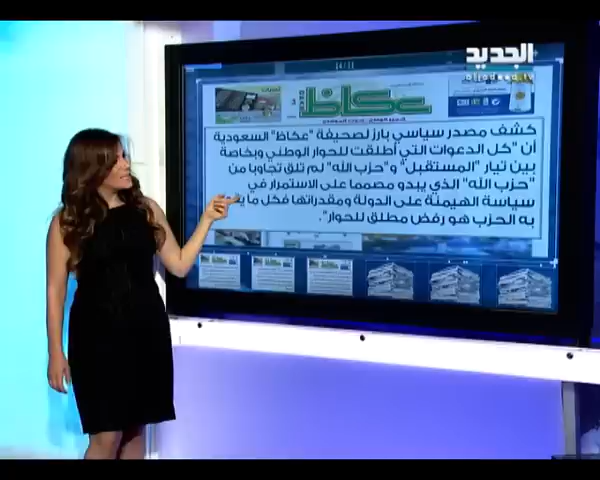 الجديد
aljadeed.tv
عكاظ
كشف مصدر سياسي بارز لصحيفة "عكاظ" السعودية
أن "كل الدعوات التي أطلقت للحوار الوطني وبخاصة
بين تيار "المستقبل" و"حزب الله" لم تلق تجاوبا من
"حزب الله" الذي يبدو مصمما على الاستمرار في
سياسة الهيمنة على الدولة ومقدراتها فكل ما
به الحزب هو رفض مطلق للحوار".